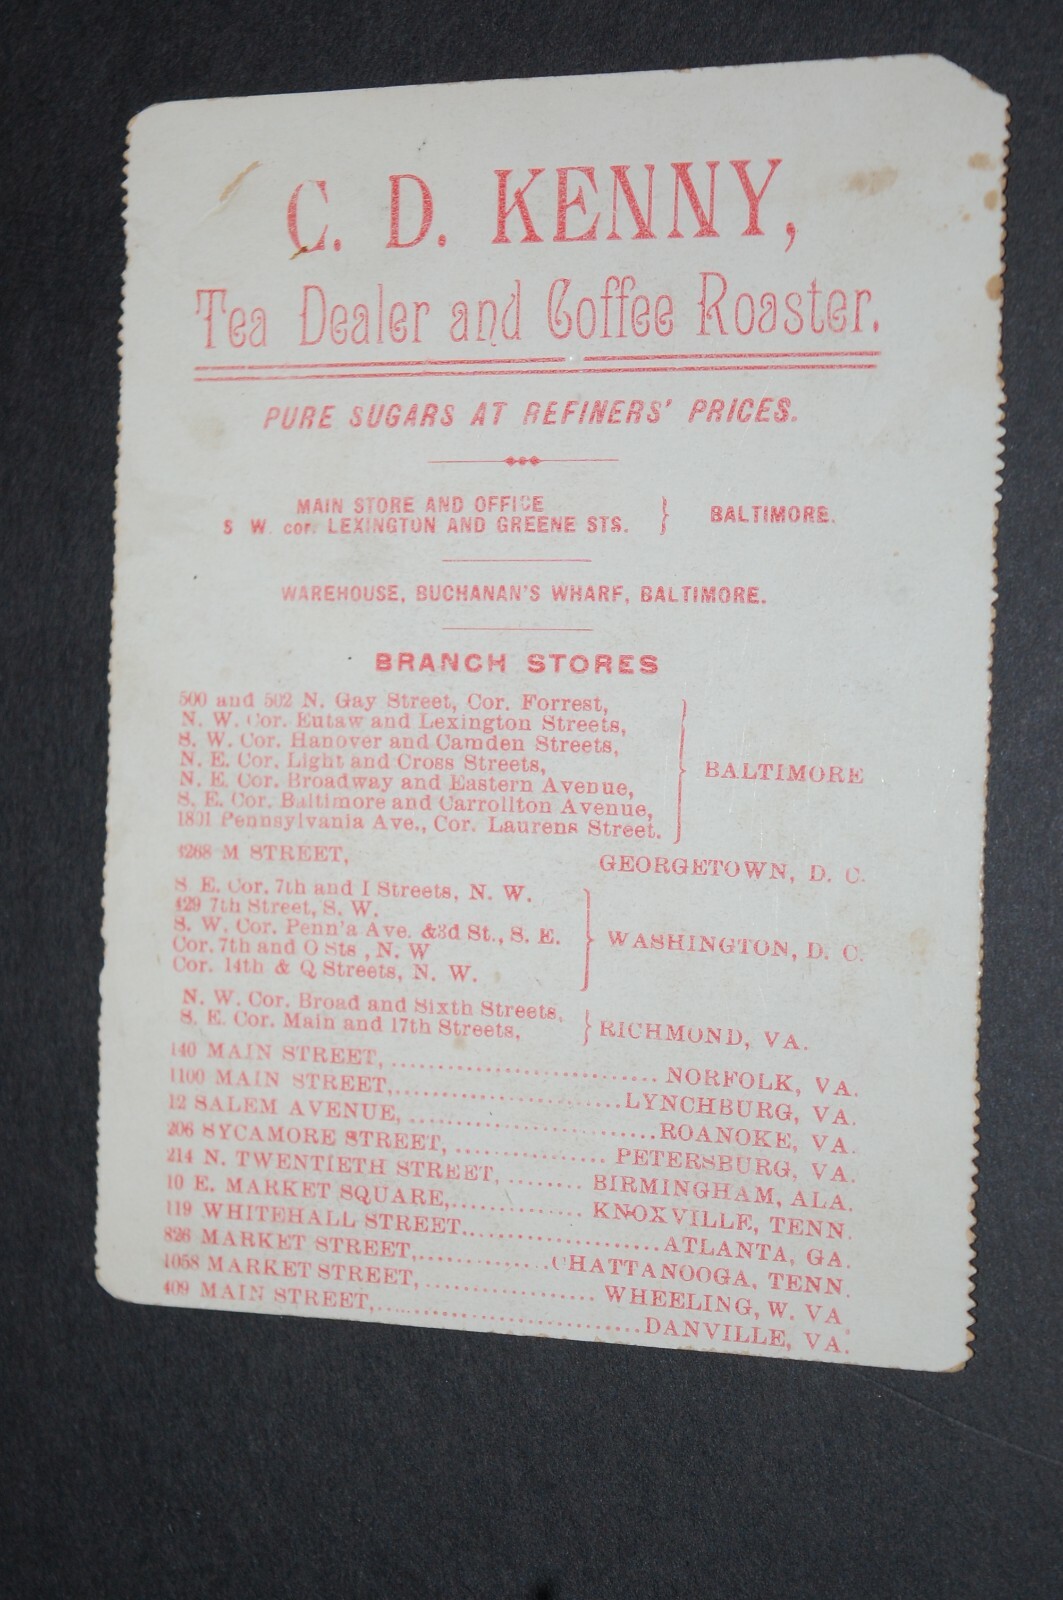 C. D. KENNY,
Tea Dealer and Coffee Roaster.
PURE SUGARS AT REFINERS' PRICES.
MAIN STORE AND OFFICE
S W. cor. LEXINGTON AND GREENE STS. } BALTIMORE.
WAREHOUSE, BUCHANAN'S WHARF, BALTIMORE.
BRANCH STORES
500 and 502 N. Gay Street, Cor. Forrest,
N. W. Cor. Eutaw and Lexington Streets,
S. W. Cor. Hanover and Camden Streets,
N. E. Cor. Light and Cross Streets,
N. E. Cor. Broadway and Eastern Avenue,
S. E. Cor. Baltimore and Carrollton Avenue,
1801 Pennsylvania Ave., Cor. Laurens Street.
} BALTIMORE
M STREET, GEORGETOWN, D. C.
S E. Cor. 7th and I Streets, N. W.
429 7th Street, S. W.
S. W. Cor. Penn'a Ave. &3d St., S. E.
Cor. 7th and O Sts , N. W
Cor. 14th & Q Streets, N. W.
} WASHINGTON, D. C.
N. W. Cor. Broad and Sixth Streets,
S. E. Cor. Main and 17th Streets,
} RICHMOND, VA.
140 MAIN STREET, ............................ NORFOLK, VA.
1100 MAIN STREET,........................LYNCHBURG, VA.
12 SALEM AVENUE, ..........................ROANOKE, VA.
206 SYCAMORE STREET, ................ PETERSBURG, VA.
214 N. TWENTIETH STREET, ........ BIRMINGHAM, ALA.
10 E. MARKET SQUARE,.............. KNOXVILLE, TENN.
119 WHITEHALL STREET.....................ATLANTA, GA.
826 MARKET STREET,..............CHATTANOOGA, TENN.
1058 MARKET STREET, .................. WHEELING, W. VA.
409 MAIN STREET,............................DANVILLE, VA.